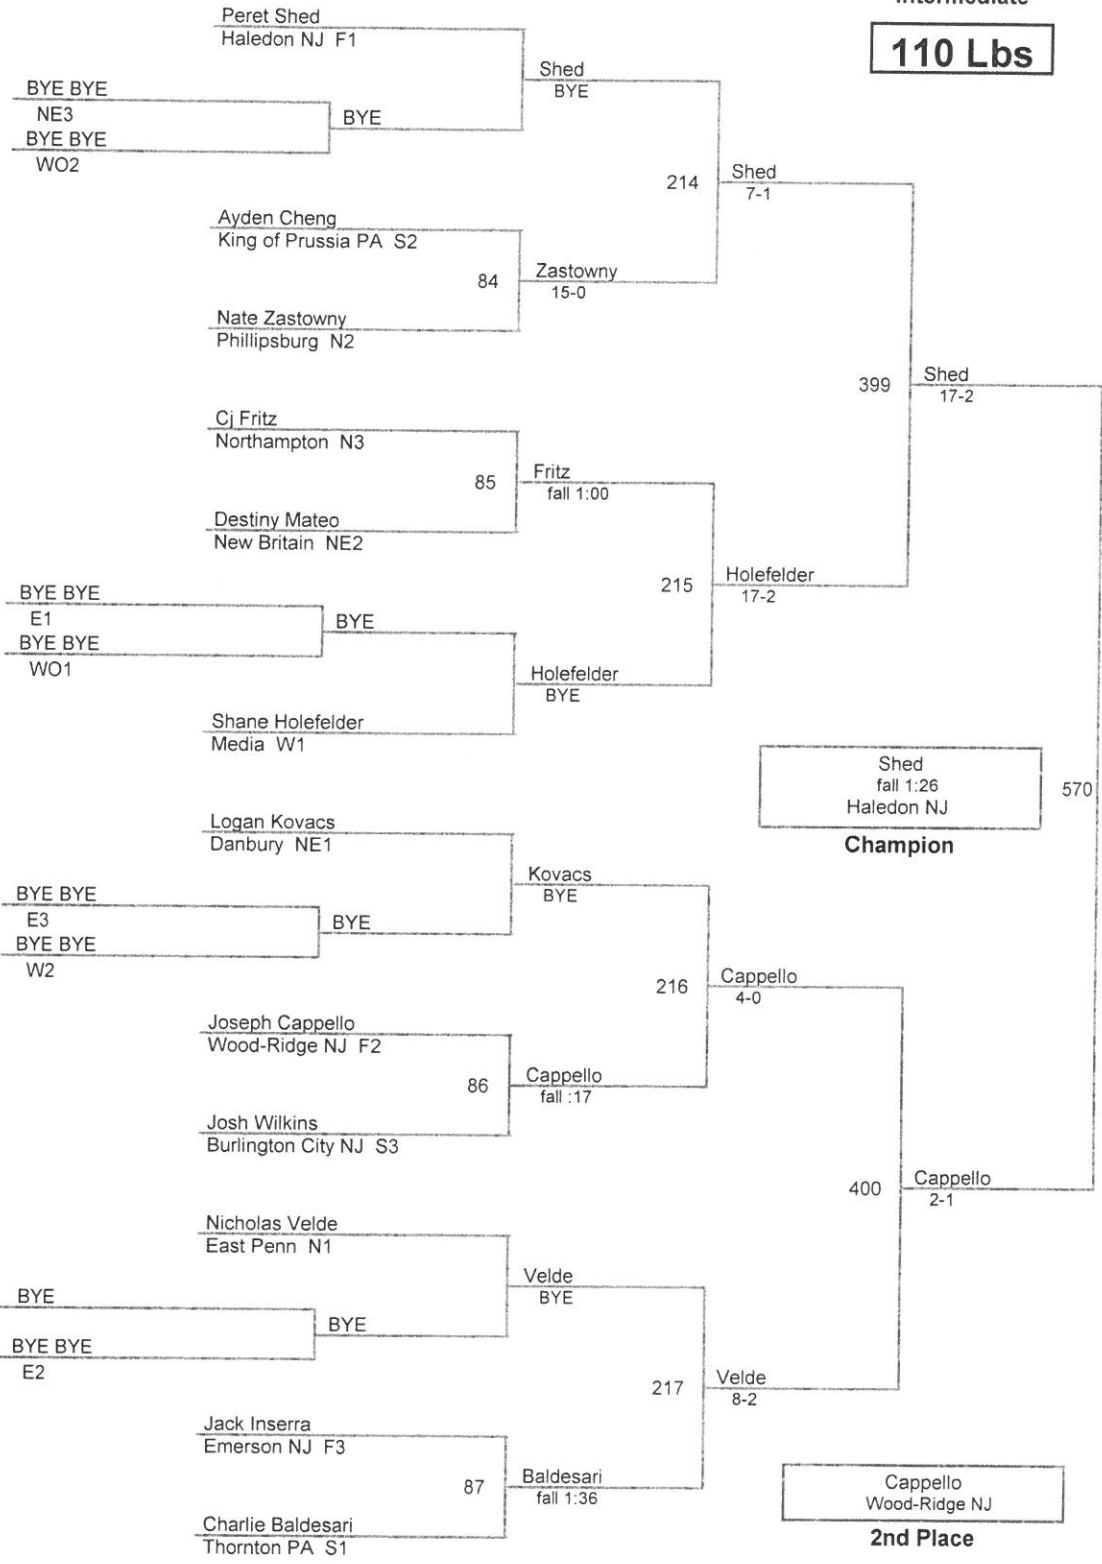 Intermediate
110 Lbs
Peret Shed
Haledon NJ F1
BYE BYE
NE3
BYE BYE
WO2
BYE
Shed
BYE
214
Shed
7-1
Ayden Cheng
King of Prussia PA S2
84
Zastowny
15-0
Nate Zastowny
Phillipsburg N2
399
Shed
17-2
Cj Fritz
Northampton N3
85
Fritz
fall 1:00
Destiny Mateo
New Britain NE2
215
Holefelder
17-2
BYE BYE
E1
BYE BYE
WO1
BYE
Holefelder
BYE
Shane Holefelder
Media W1
Shed
fall 1:26
Haledon NJ
570
Champion
Logan Kovacs
Danbury NE1
Kovacs
BYE
BYE BYE
E3
BYE BYE
W2
BYE
216
Cappello
4-0
Joseph Cappello
Wood-Ridge NJ F2
86
Cappello
fall :17
Josh Wilkins
Burlington City NJ S3
400
Cappello
2-1
Nicholas Velde
East Penn N1
Velde
BYE
BYE
BYE
BYE BYE
E2
217
Velde
8-2
Jack Inserra
Emerson NJ F3
87
Baldesari
fall 1:36
Charlie Baldesari
Thornton PA S1
Cappello
Wood-Ridge NJ
2nd Place